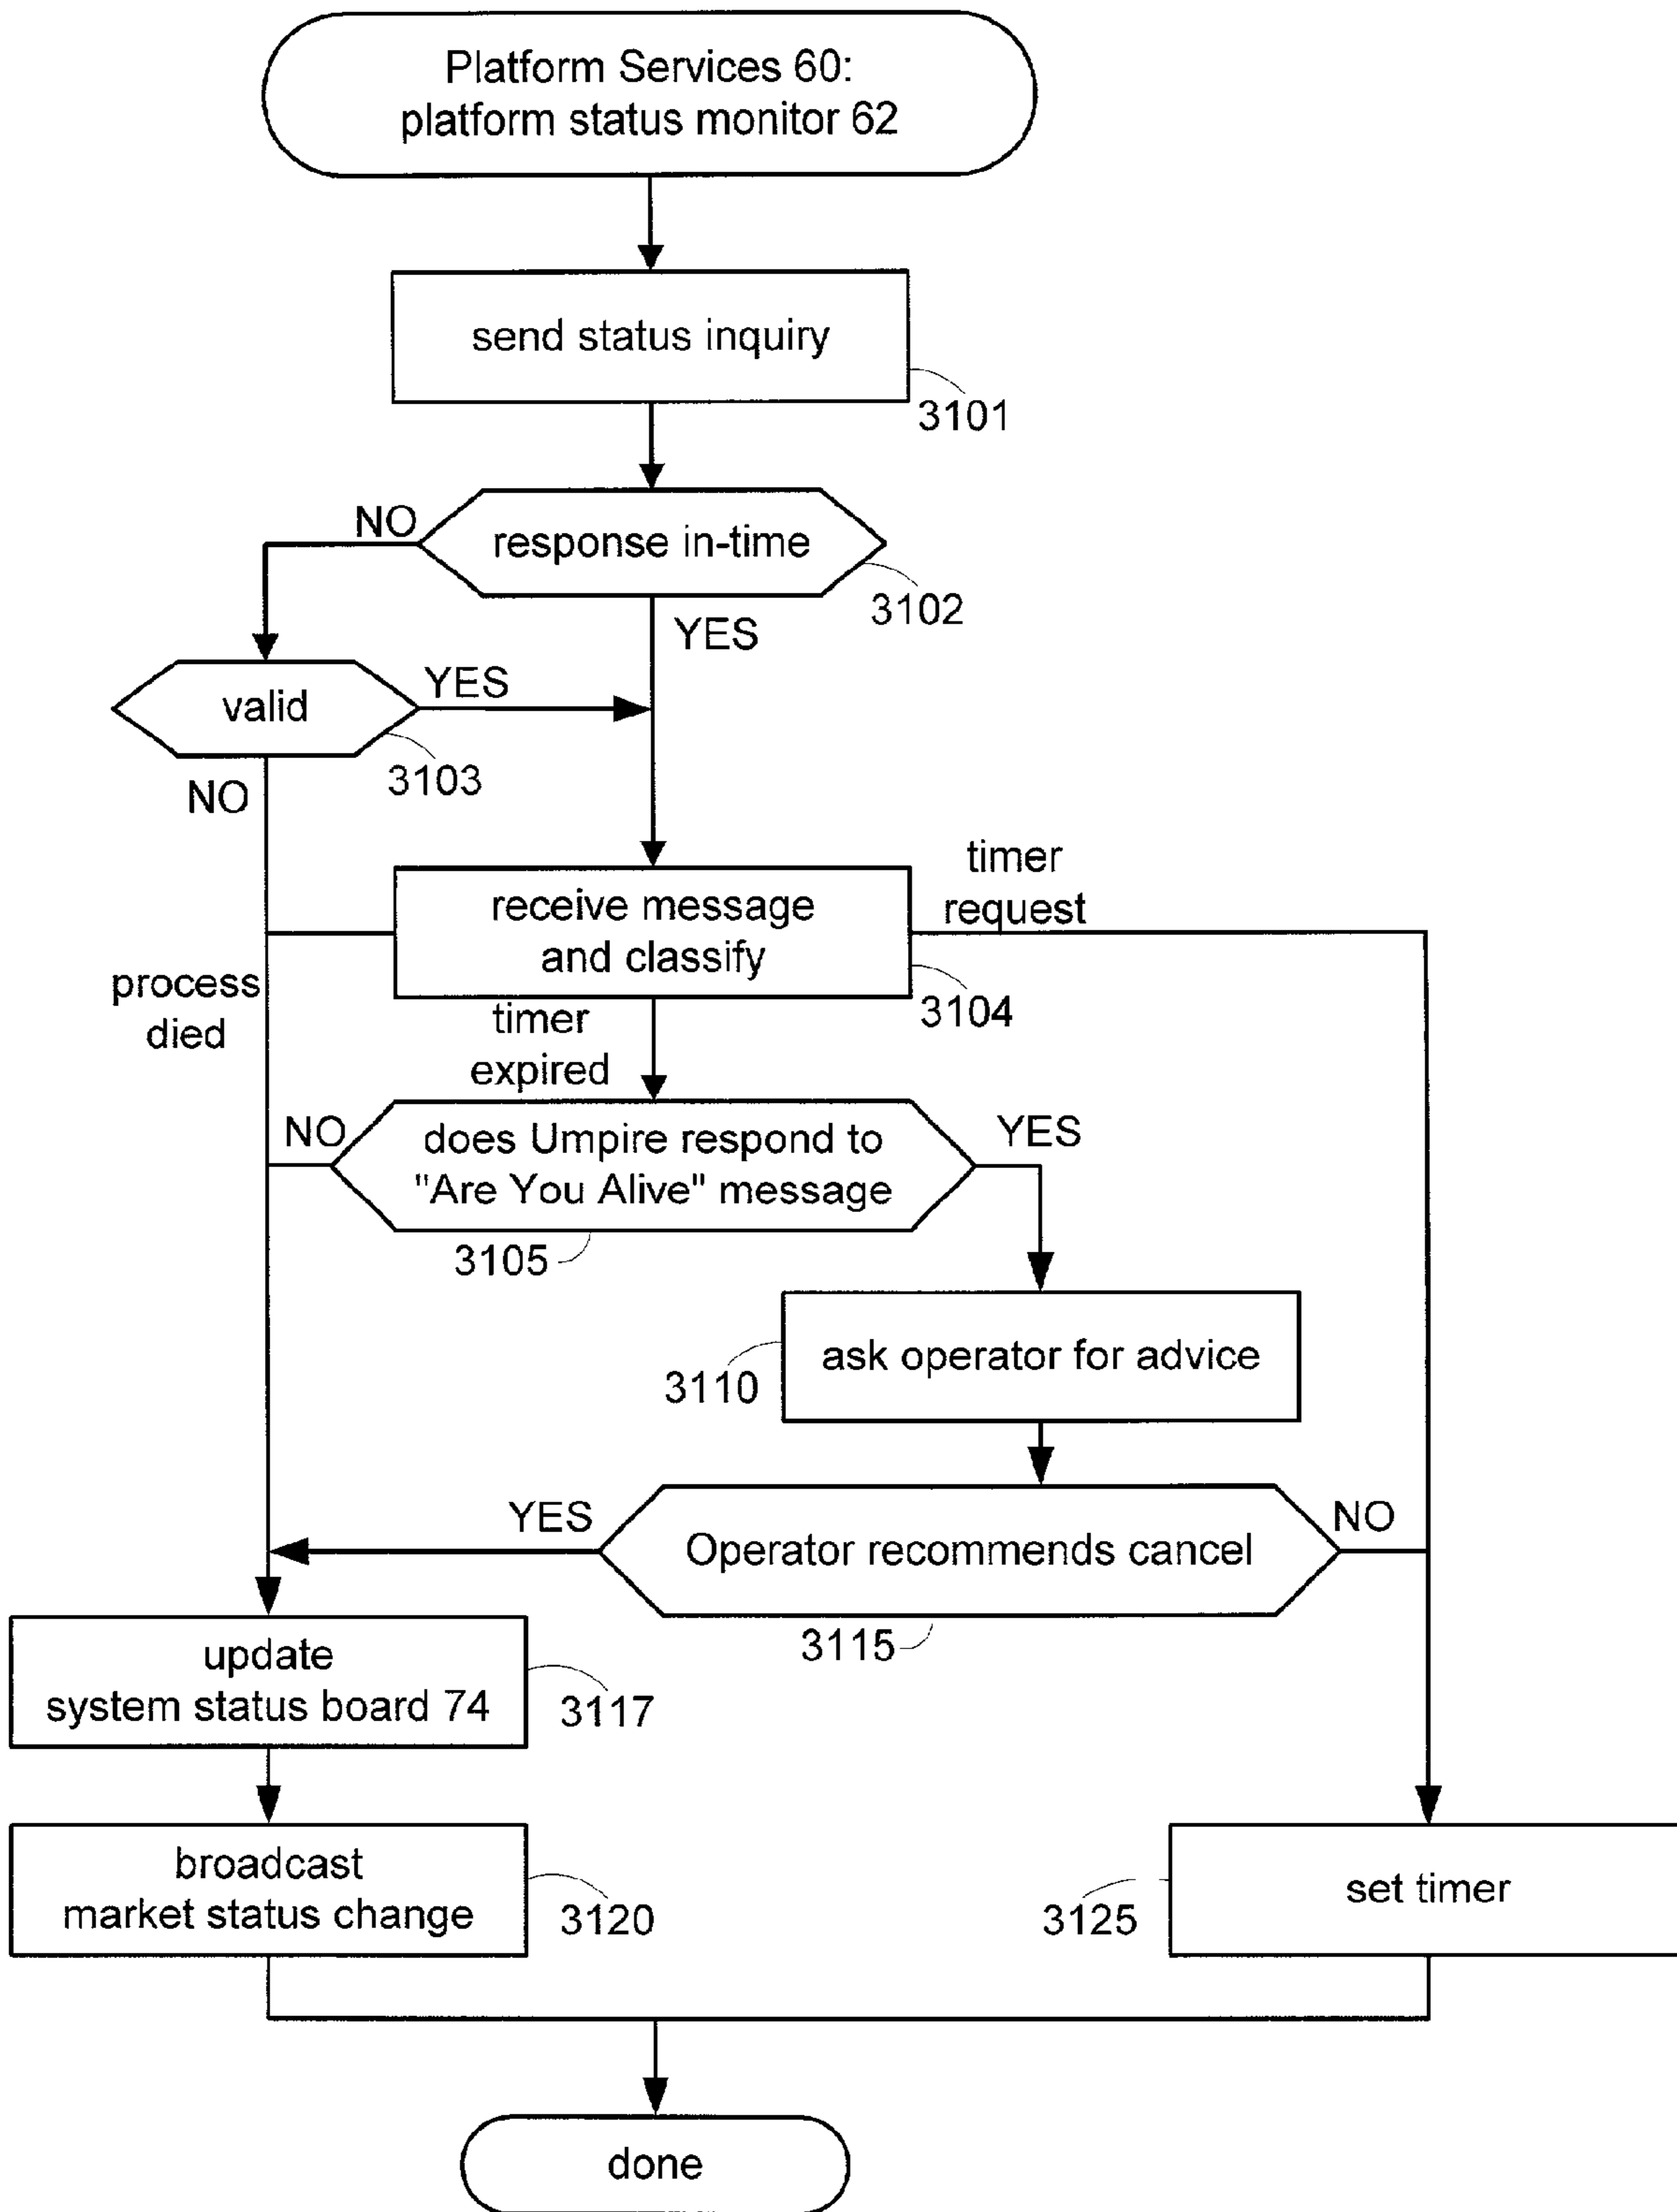 Platform Services 60:
platform status monitor 62
send status inquiry
3101
NO
response in-time
3102
YES
valid
YES
3103
NO
timer
request
receive message
and classify
3104
process
died
timer
expired
NO
does Umpire respond to
"Are You Alive" message
YES
3105
ask operator for advice
3110
YES
Operator recommends cancel
NO
3115
update
system status board 74
3117
broadcast
market status change
3120
set timer
3125
done